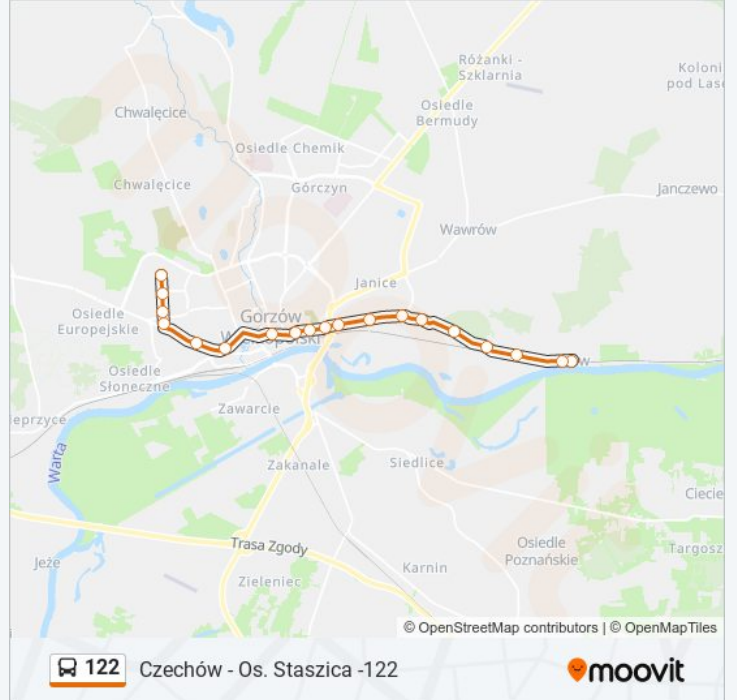 Różanki -
Szklarnia
Koloni
pod Las
Osiedle
Bermudy
Chwalęcice
Osiedle Chemik
Chwalęcice
Górczyn
Janczewo
Wawrów
Janice
Osiedle
Europejskie
Gorzów
Osiedle
Słoneczne
w
Zawarcie
ieprzyce
Warta
Zakanale
Siedlice
Ciecie
Trasa Zgody
Osiedle
Poznańskie
Targosz
Jeże
Karnin
Zieleniec
© OpenStreetMap contributors | © OpenMapTiles
122 Czechów - Os. Staszica -122
moovit